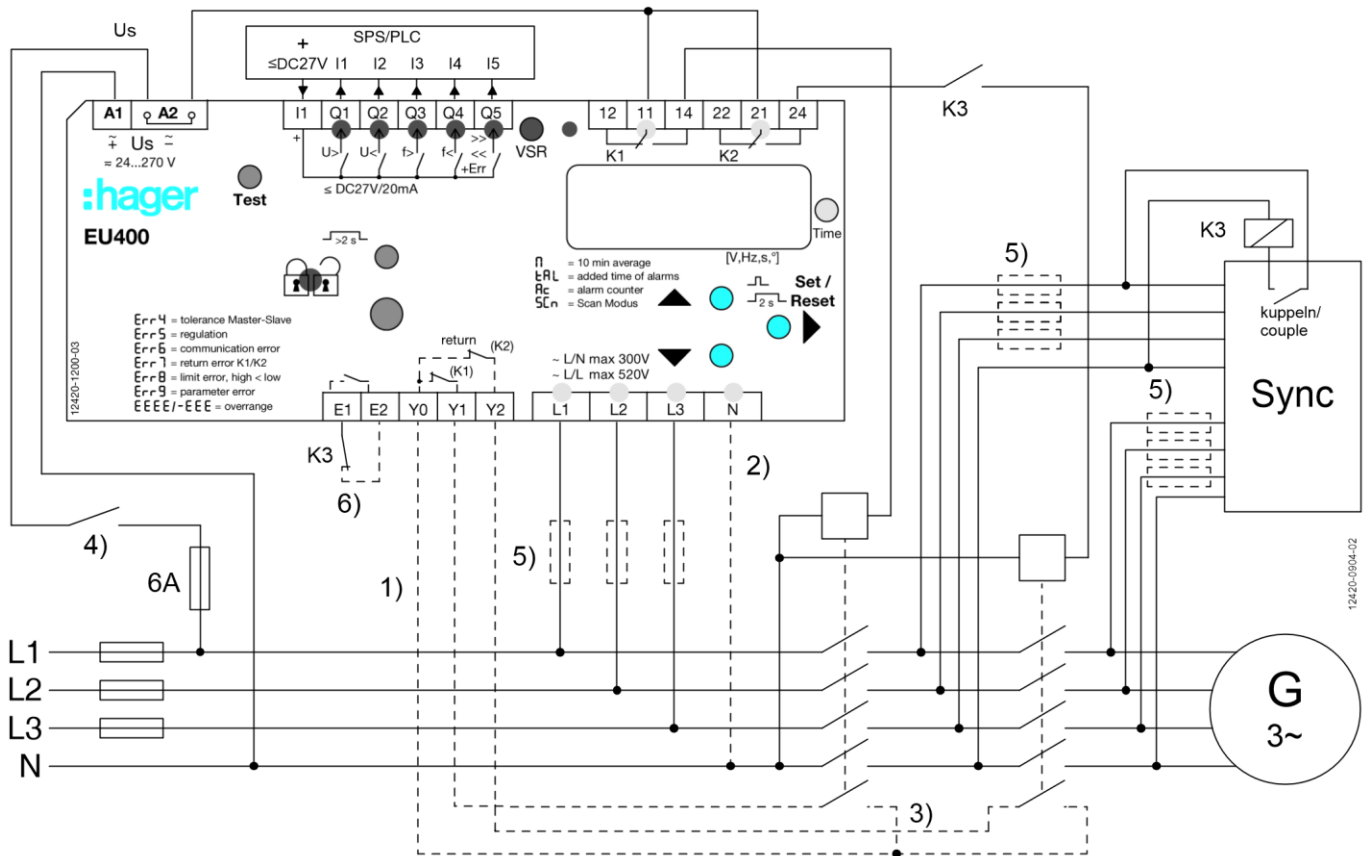 Us
SPS/PLC
+
≤DC27V I1 I2 I3 I4 I5
A1 A2
I1 Q1 Q2 Q3 Q4 Q5
VSR
12 11 14 22 21 24
K1 K2
K3
~ + Us ~ −
≂ 24...270 V
+ U> U< f> f< >> << +Err
≤ DC27V/20mA
:hager
EU400
Test
>2 s
Time
[V,Hz,s,°]
n = 10 min average
tAL = added time of alarms
Ac = alarm counter
SCn = Scan Modus
Set /
Reset
2 s
Err4 = tolerance Master-Slave
Err5 = regulation
Err6 = communication error
Err7 = return error K1/K2
Err8 = limit error, high < low
Err9 = parameter error
EEEE/-EEE = overrange
12420-1200-03
return
(K2)
(K1)
~ L/N max 300V
~ L/L max 520V
E1 E2 Y0 Y1 Y2
L1 L2 L3 N
K3
6)
1)
2)
5)
4)
6A
5)
5)
K3
kuppeln/
couple
Sync
12420-0904-02
L1
L2
L3
N
3)
G
3~